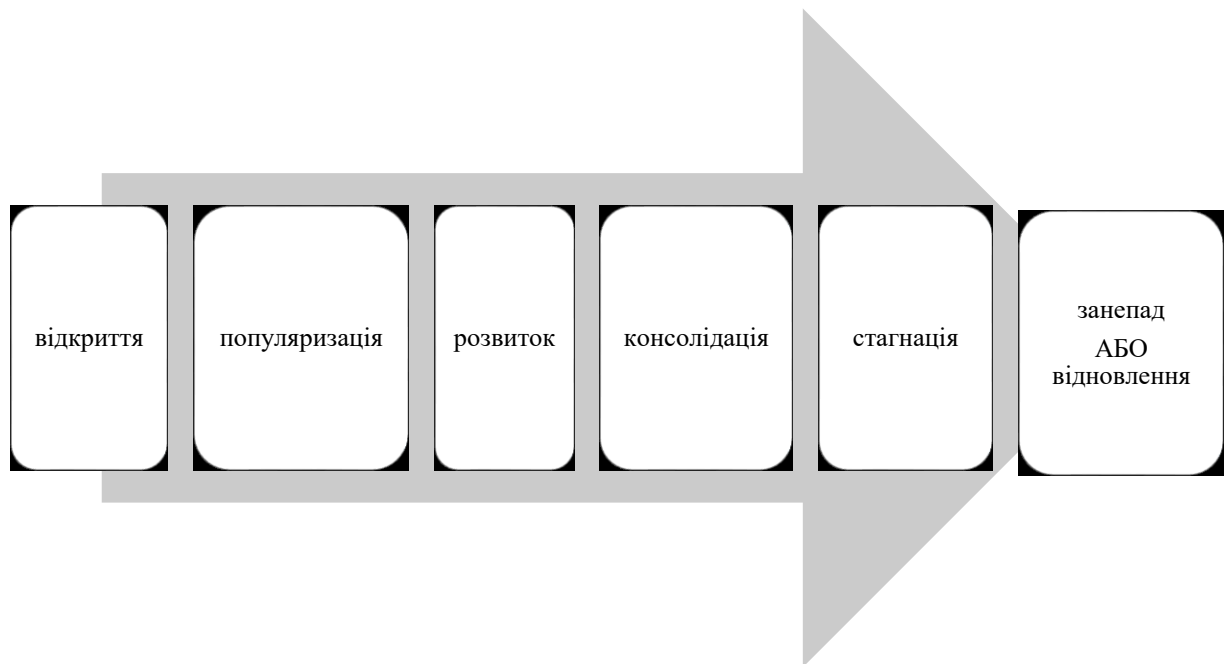 відкриття
популяризація
розвиток
консолідація
стагнація
занепад
АБО
відновлення